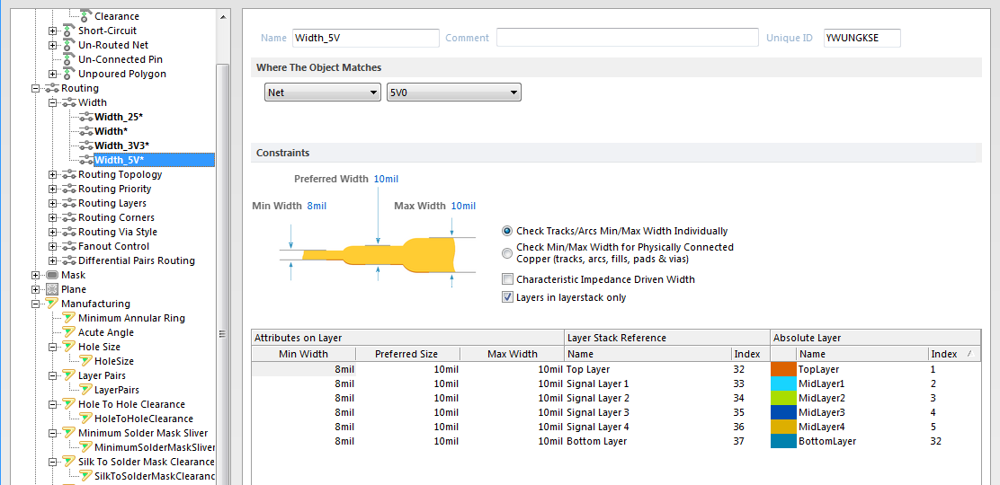 Clearance
Short-Circuit
Un-Routed Net
Un-Connected Pin
Unpoured Polygon
Routing
Width
Width_25*
Width*
Width_3V3*
Width_5V*
Routing Topology
Routing Priority
Routing Layers
Routing Corners
Routing Via Style
Fanout Control
Differential Pairs Routing
Mask
Plane
Manufacturing
Minimum Annular Ring
Acute Angle
Hole Size
HoleSize
Layer Pairs
LayerPairs
Hole To Hole Clearance
HoleToHoleClearance
Minimum Solder Mask Sliver
MinimumSolderMaskSliver
Silk To Solder Mask Clearance
SilkToSolderMaskClearanc
Name Width_5V Comment Unique ID YWUNGKSE
Where The Object Matches
Net 5V0
Constraints
Preferred Width 10mil
Min Width 8mil Max Width 10mil
Check Tracks/Arcs Min/Max Width Individually
Check Min/Max Width for Physically Connected
Copper (tracks, arcs, fills, pads & vias)
Characteristic Impedance Driven Width
Layers in layerstack only
Attributes on Layer Layer Stack Reference Absolute Layer
Min Width Preferred Size Max Width Name Index Name Index
8mil 10mil 10mil Top Layer 32 TopLayer 1
8mil 10mil 10mil Signal Layer 1 33 MidLayer1 2
8mil 10mil 10mil Signal Layer 2 34 MidLayer2 3
8mil 10mil 10mil Signal Layer 3 35 MidLayer3 4
8mil 10mil 10mil Signal Layer 4 36 MidLayer4 5
8mil 10mil 10mil Bottom Layer 37 BottomLayer 32